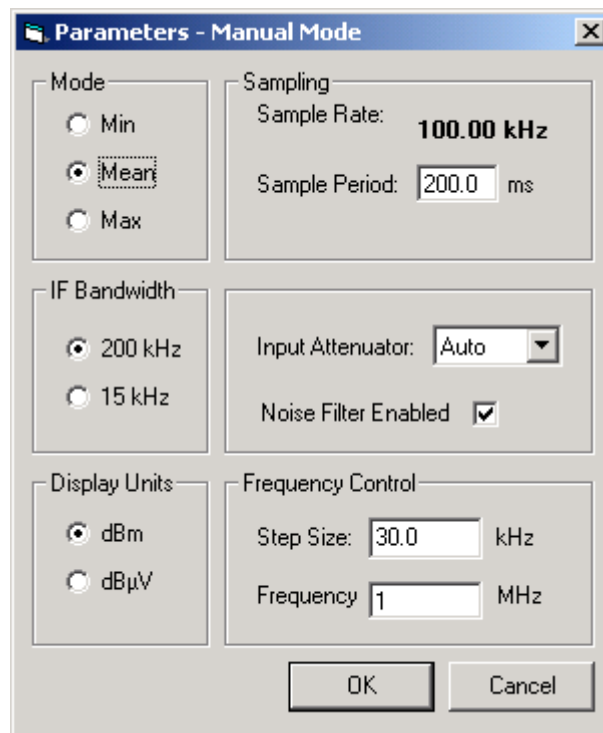 Parameters - Manual Mode
Mode
Min
Mean
Max
Sampling
Sample Rate: 100.00 kHz
Sample Period: 200.0 ms
IF Bandwidth
200 kHz
15 kHz
Input Attenuator: Auto
Noise Filter Enabled
Display Units
dBm
dBµV
Frequency Control
Step Size: 30.0 kHz
Frequency 1 MHz
OK Cancel